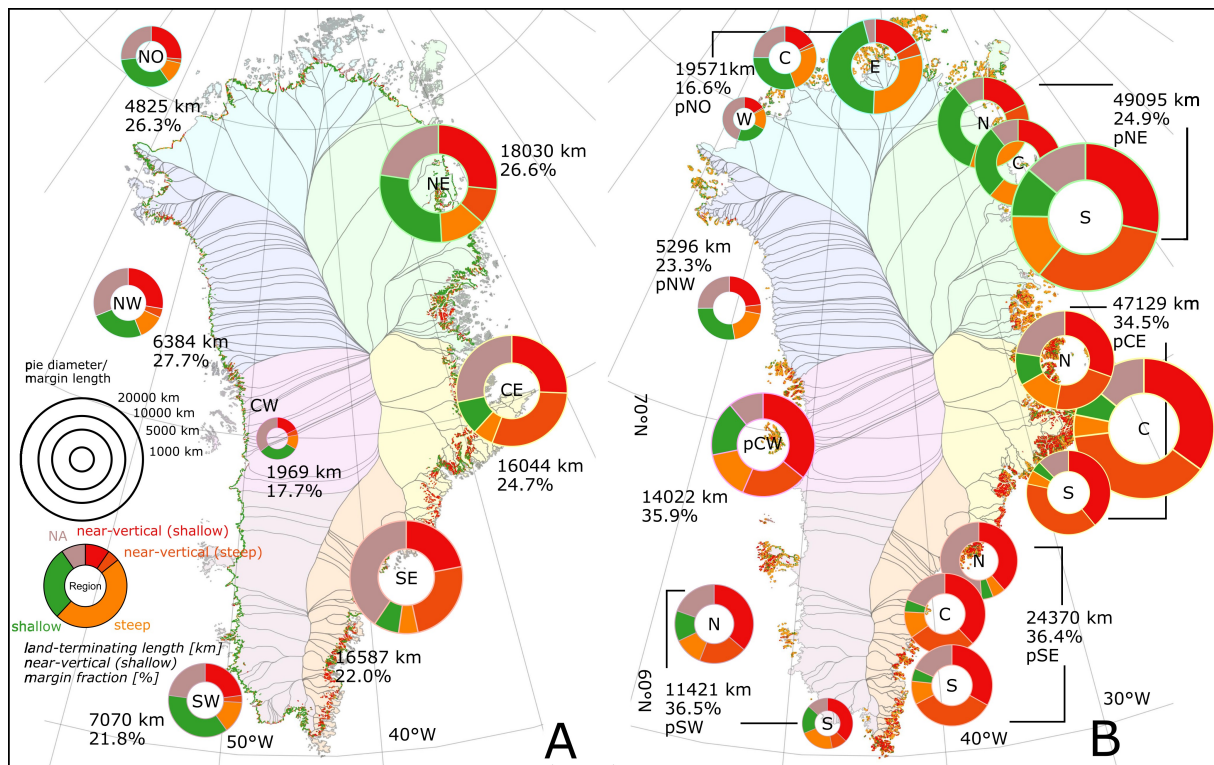 NO
4825 km
26.3%
NE
18030 km
26.6%
NW
6384 km
27.7%
pie diameter/
margin length
20000 km
10000 km
5000 km
1000 km
CW
1969 km
17.7%
CE
16044 km
24.7%
NA
near-vertical (shallow)
near-vertical (steep)
Region
shallow
steep
land-terminating length [km]
near-vertical (shallow)
margin fraction [%]
SE
16587 km
22.0%
SW
7070 km
21.8%
50°W
40°W
A
C
E
19571km
16.6%
pNO
W
N
C
49095 km
24.9%
pNE
S
5296 km
23.3%
pNW
70°N
47129 km
34.5%
pCE
N
C
S
pCW
14022 km
35.9%
N
C
S
24370 km
36.4%
pSE
N
60°N
11421 km
36.5%
pSW
S
40°W
30°W
B